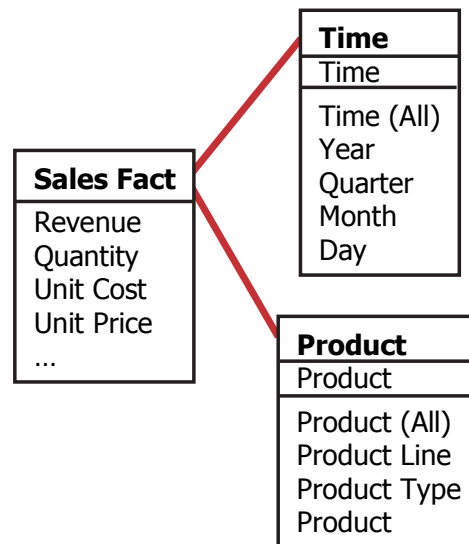 Time
Time
Time (All)
Year
Quarter
Month
Day
Sales Fact
Revenue
Quantity
Unit Cost
Unit Price
...
Product
Product
Product (All)
Product Line
Product Type
Product